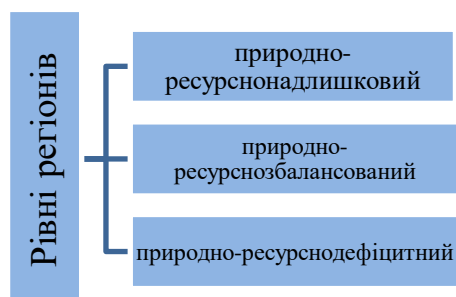 Рівні регіонів
природно-
ресурснонадлишковий
природно-
ресурснозбалансований
природно-ресурснодефіцитний